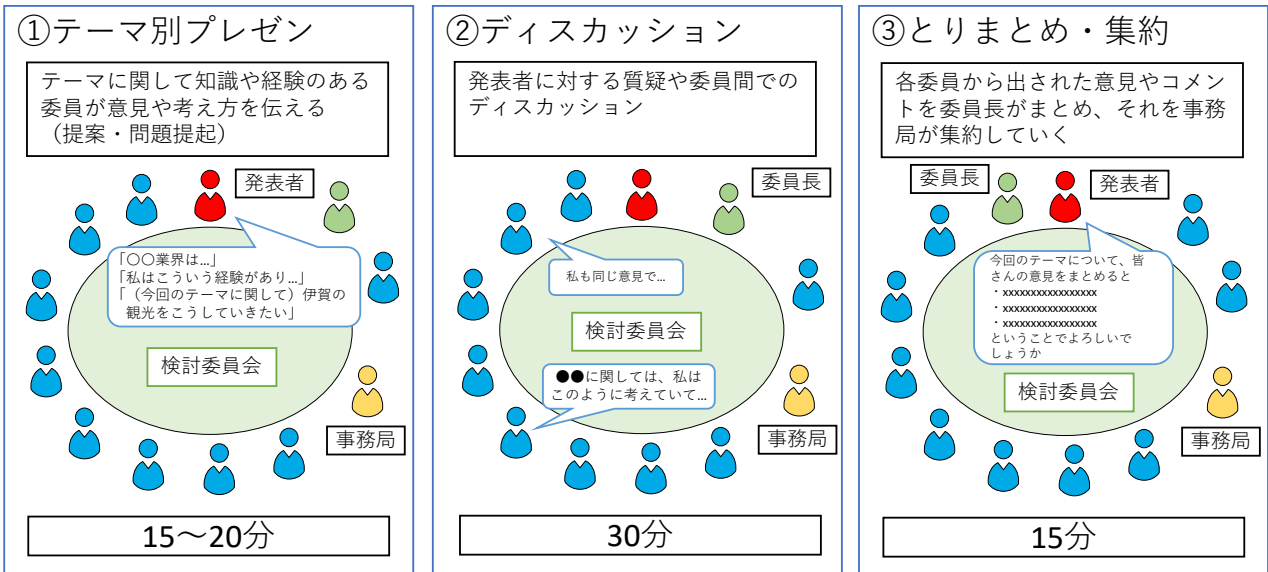 ①テーマ別プレゼン
テーマに関して知識や経験のある
委員が意見や考え方を伝える
（提案・問題提起）
発表者
「〇〇業界は…」
「私はこういう経験があり…」
「（今回のテーマに関して）伊賀の
観光をこうしていきたい」
検討委員会
事務局
15～20分
②ディスカッション
発表者に対する質疑や委員間での
ディスカッション
委員長
私も同じ意見で…
検討委員会
●●に関しては、私は
このように考えていて…
事務局
30分
③とりまとめ・集約
各委員から出された意見やコメン
トを委員長がまとめ、それを事務
局が集約していく
委員長
発表者
今回のテーマについて、皆
さんの意見をまとめると
・xxxxxxxxxxxxxxxxx
・xxxxxxxxxxxxxxxxx
・xxxxxxxxxxxxxxxxx
ということでよろしいで
しょうか
検討委員会
事務局
15分